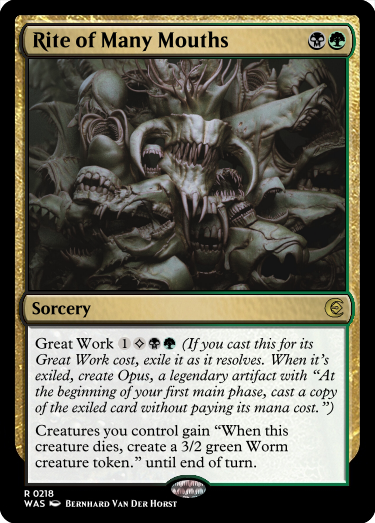 Rite of Many Mouths
Sorcery
Great Work 1 (If you cast this for its
Great Work cost, exile it as it resolves. When it's
exiled, create Opus, a legendary artifact with “At
the beginning of your first main phase, cast a
copy of the exiled card without paying its mana cost.”)
Creatures you control gain “When this
creature dies, create a 3/2 green Worm
creature token.” until end of turn.
R 0218
WAS Bernhard Van Der Horst